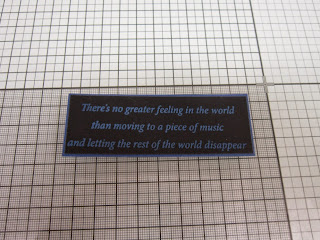 There's no greater feeling in the world
than moving to a piece of music
and letting the rest of the world disappear